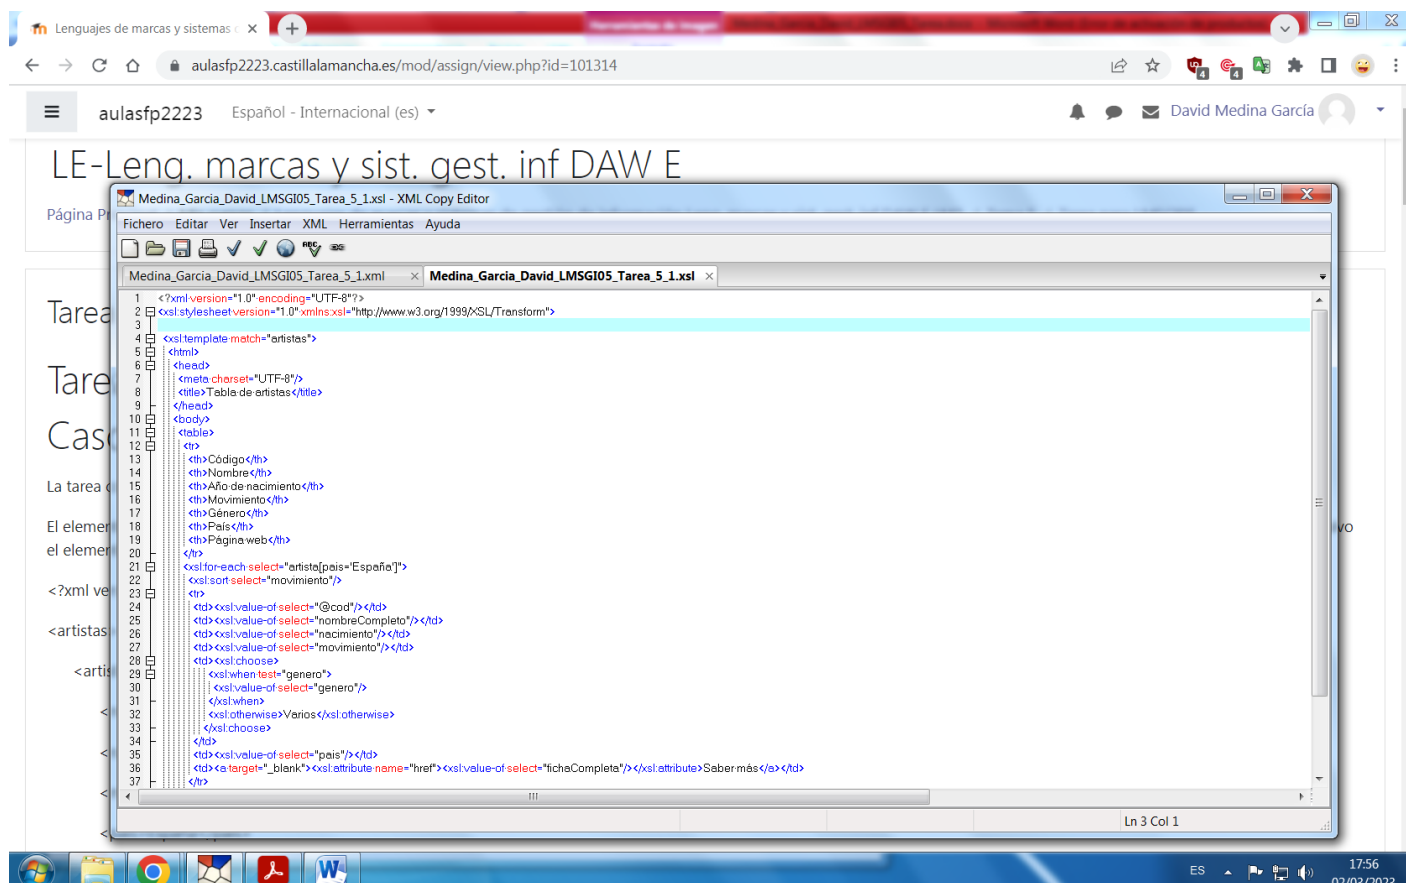 Herramientas de imagen
Lenguajes de marcas y sistemas
aulasfp2223.castillalamancha.es/mod/assign/view.php?id=101314
4
4
aulasfp2223
Español - Internacional (es)
David Medina García
LE-Leng. marcas y sist. gest. inf DAW E
Página
Medina_Garcia_David_LMSGI05_Tarea_5_1.xsl - XML Copy Editor
Fichero Editar Ver Insertar XML Herramientas Ayuda
ABC
Medina_Garcia_David_LMSGI05_Tarea_5_1.xml × Medina_Garcia_David_LMSGI05_Tarea_5_1.xsl ×
1 <?xml version="1.0" encoding="UTF-8"?>
2 <xsl:stylesheet version="1.0" xmlns:xsl="http://www.w3.org/1999/XSL/Transform">
3
4 <xsl:template match="artistas">
5 <html>
6 <head>
7 <meta charset="UTF-8"/>
8 <title>Tabla de artistas</title>
9 </head>
10 <body>
11 <table>
12 <tr>
13 <th>Código</th>
14 <th>Nombre</th>
15 <th>Año de nacimiento</th>
16 <th>Movimiento</th>
17 <th>Género</th>
18 <th>País</th>
19 <th>Página web</th>
20 </tr>
21 <xsl:for-each select="artista[pais='España']">
22 <xsl:sort select="movimiento"/>
23 <tr>
24 <td><xsl:value-of select="@cod"/></td>
25 <td><xsl:value-of select="nombreCompleto"/></td>
26 <td><xsl:value-of select="nacimiento"/></td>
27 <td><xsl:value-of select="movimiento"/></td>
28 <td><xsl:choose>
29 <xsl:when test="genero">
30 <xsl:value-of select="genero"/>
31 </xsl:when>
32 <xsl:otherwise>Varios</xsl:otherwise>
33 </xsl:choose>
34 </td>
35 <td><xsl:value-of select="pais"/></td>
36 <td><a target="_blank"><xsl:attribute name="href"><xsl:value-of select="fichaCompleta"/></xsl:attribute>Saber más</a></td>
37 </tr>
Ln 3 Col 1
Tarea
Tare
Caso
La tarea
El elemen
vo
el elemen
<?xml ve
<artistas
<artis
<
<
<
<
ES
17:56
02/03/2023